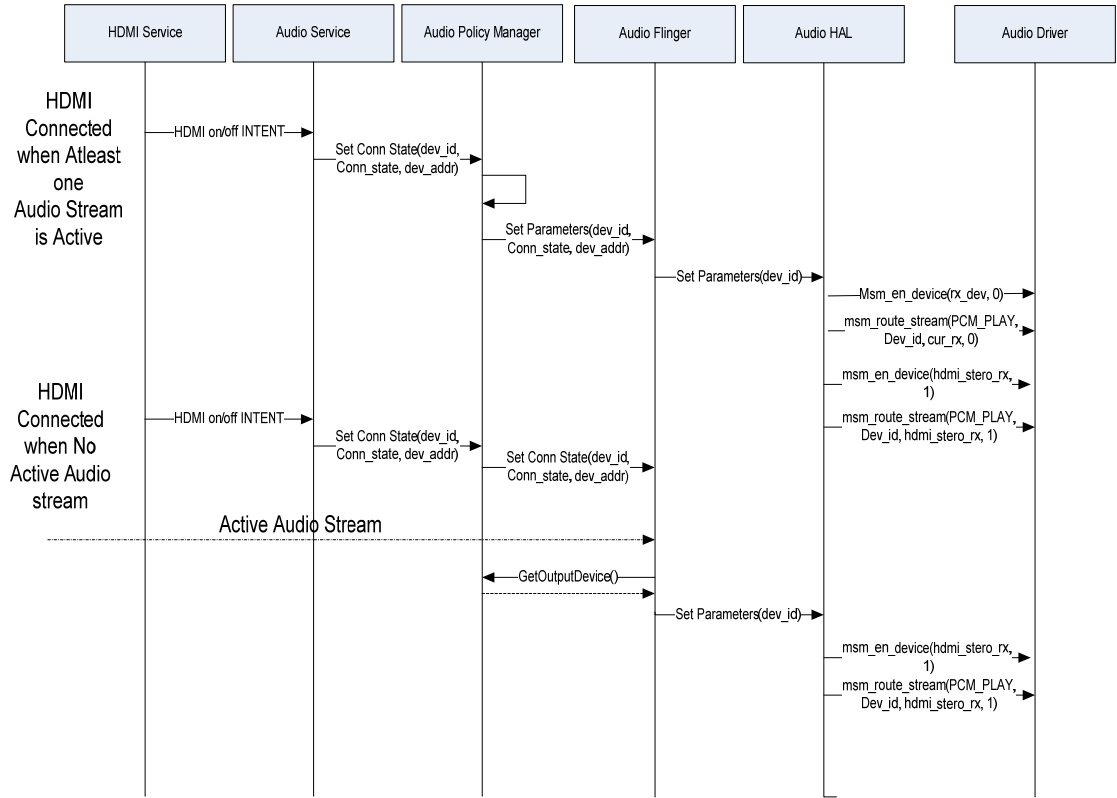 HDMI Service
Audio Service
Audio Policy Manager
Audio Flinger
Audio HAL
Audio Driver
HDMI
Connected
when Atleast
one
Audio Stream
is Active
HDMI on/off INTENT
Set Conn State(dev_id,
Conn_state, dev_addr)
Set Parameters(dev_id,
Conn_state, dev_addr)
Set Parameters(dev_id)
Msm_en_device(rx_dev, 0)
msm_route_stream(PCM_PLAY,
Dev_id, cur_rx, 0)
msm_en_device(hdmi_stero_rx,
1)
msm_route_stream(PCM_PLAY,
Dev_id, hdmi_stero_rx, 1)
HDMI
Connected
when No
Active Audio
stream
HDMI on/off INTENT
Set Conn State(dev_id,
Conn_state, dev_addr)
Set Conn State(dev_id,
Conn_state, dev_addr)
Active Audio Stream
GetOutputDevice()
Set Parameters(dev_id)
msm_en_device(hdmi_stero_rx,
1)
msm_route_stream(PCM_PLAY,
Dev_id, hdmi_stero_rx, 1)